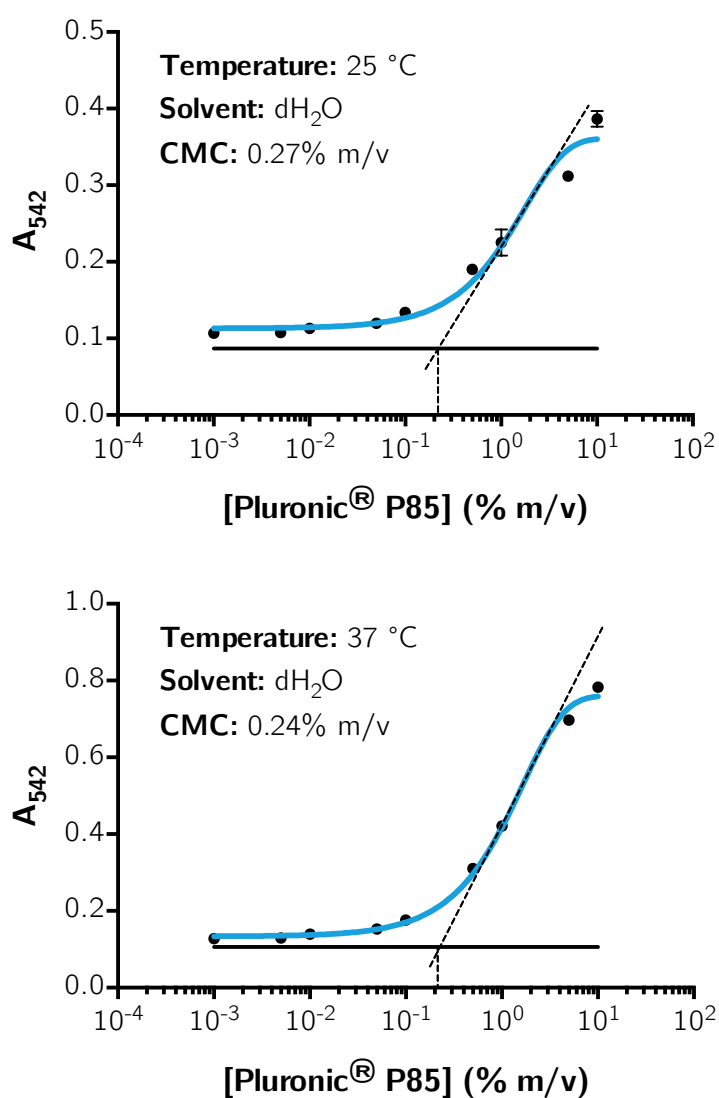 0.5
Temperature: 25 °C
0.4
Solvent: dH₂O
CMC: 0.27% m/v
0.3
A₅₄₂
0.2
0.1
0.0
10⁻⁴ 10⁻³ 10⁻² 10⁻¹ 10⁰ 10¹ 10²
[Pluronic® P85] (% m/v)
1.0
Temperature: 37 °C
0.8
Solvent: dH₂O
CMC: 0.24% m/v
0.6
A₅₄₂
0.4
0.2
0.0
10⁻⁴ 10⁻³ 10⁻² 10⁻¹ 10⁰ 10¹ 10²
[Pluronic® P85] (% m/v)